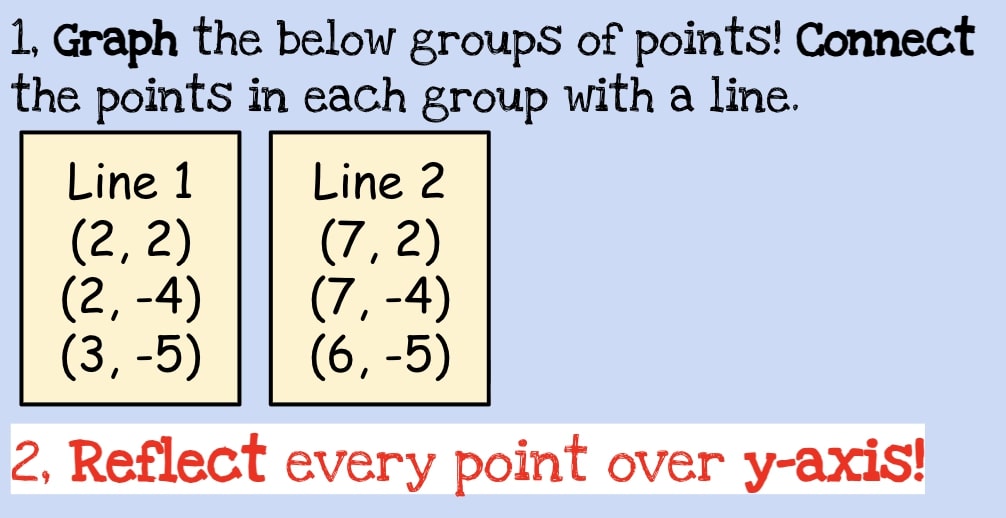 1, Graph the below groups of points! Connect
the points in each group with a line.
Line 1
(2, 2)
(2, -4)
(3, -5)
Line 2
(7, 2)
(7, -4)
(6, -5)
2, Reflect every point over y-axis!